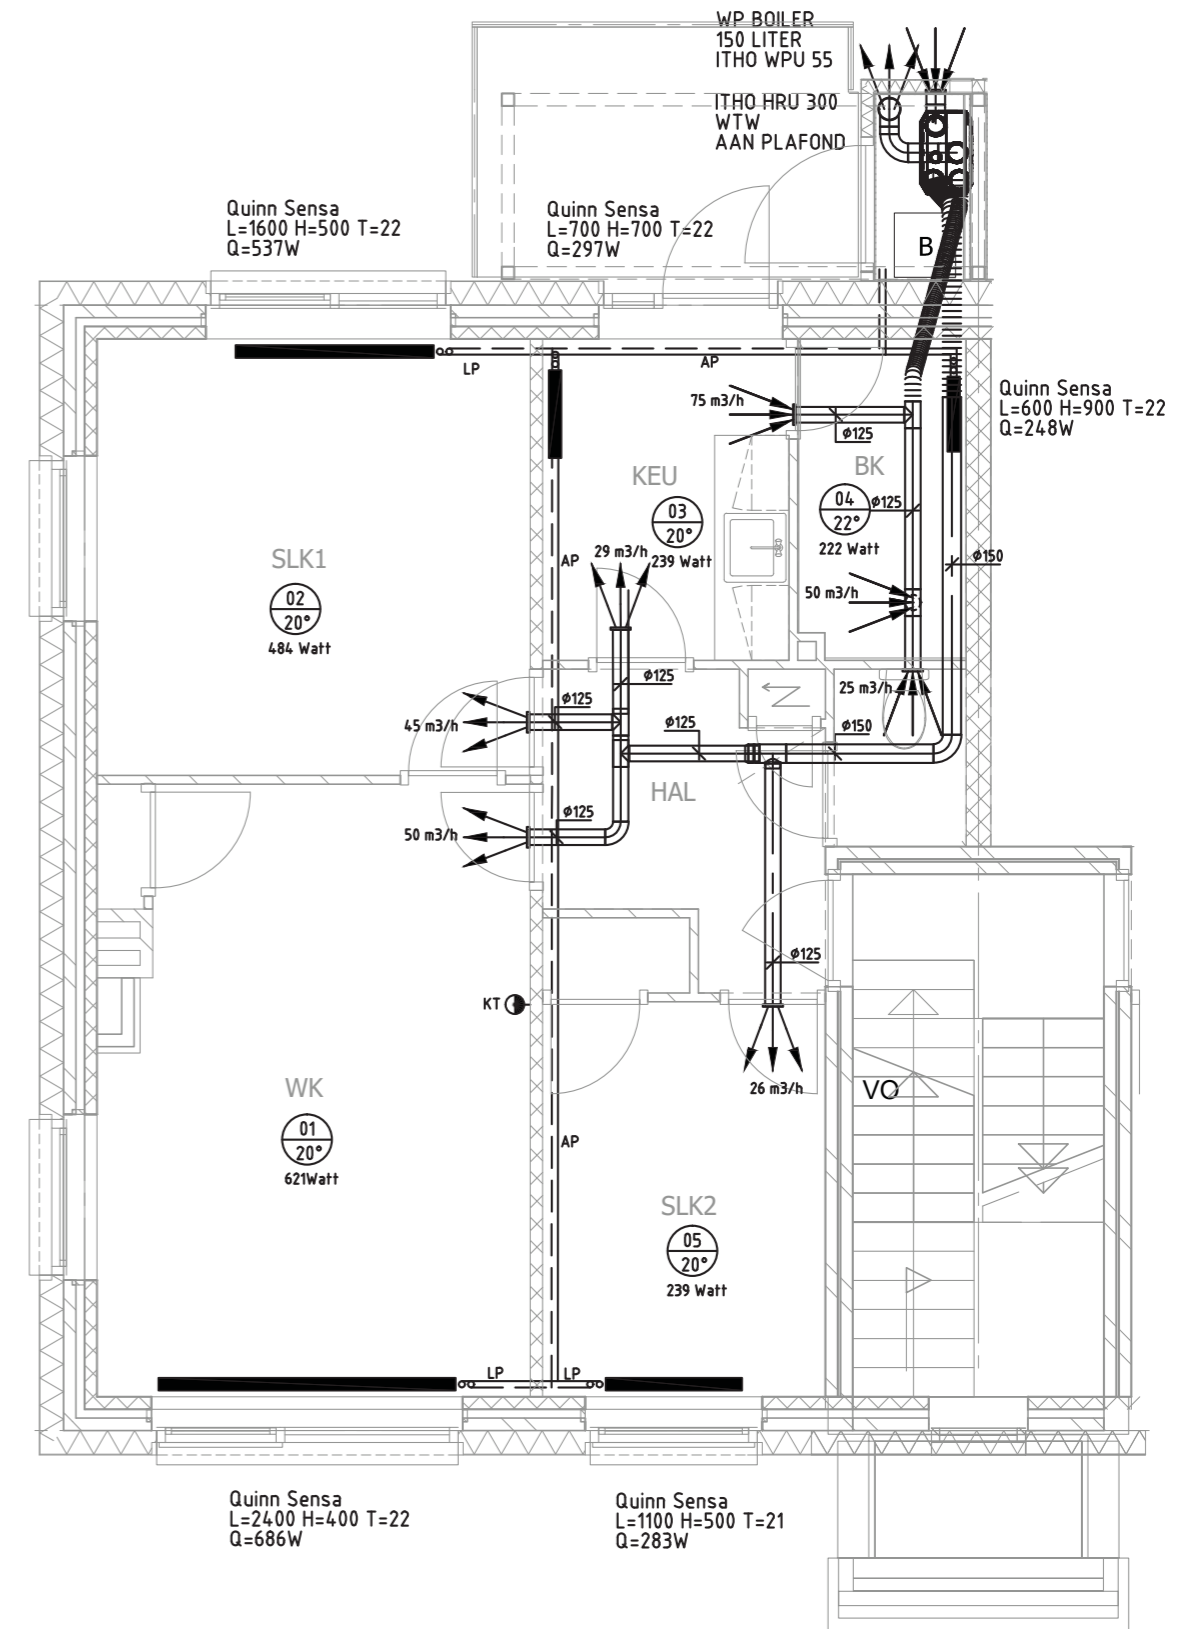 WP BOILER
150 LITER
ITHO WPU 55
ITHO HRU 300
WTW
AAN PLAFOND
Quinn Sensa
L=1600 H=500 T=22
Q=537W
Quinn Sensa
L=700 H=700 T=22
Q=297W
B
LP
AP
Quinn Sensa
L=600 H=900 T=22
Q=248W
75 m3/h
ø125
KEU
03
20°
239 Watt
BK
04
22°
222 Watt
ø125
AP
29 m3/h
ø150
SLK1
02
20°
484 Watt
50 m3/h
ø125
25 m3/h
ø125
45 m3/h
ø125
ø150
HAL
ø125
50 m3/h
ø125
KT
26 m3/h
WK
01
20°
621Watt
VO
AP
SLK2
05
20°
239 Watt
LP
LP
Quinn Sensa
L=2400 H=400 T=22
Q=686W
Quinn Sensa
L=1100 H=500 T=21
Q=283W